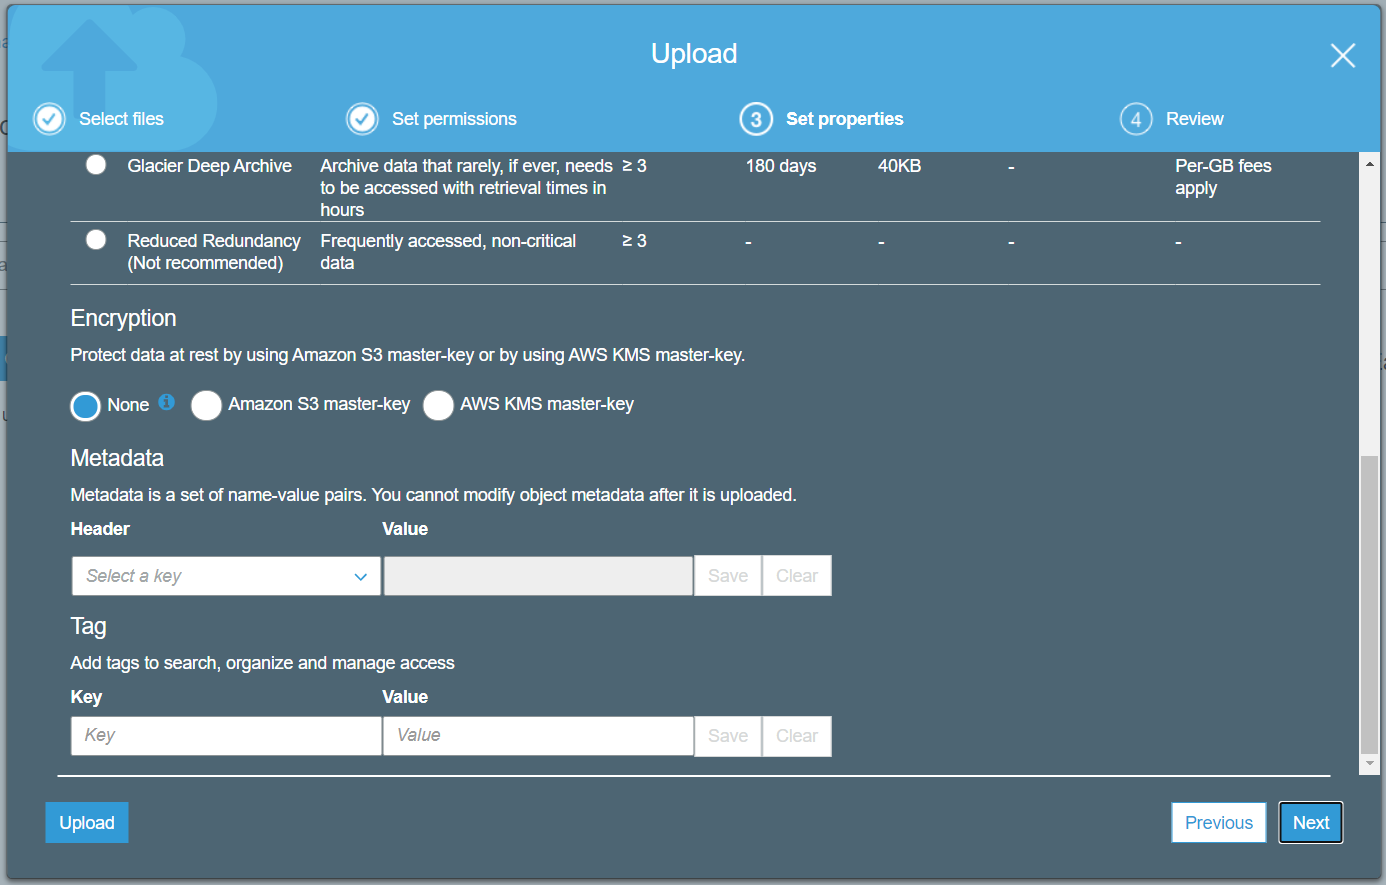 Upload
Select files
Set permissions
3 Set properties
4 Review
Glacier Deep Archive Archive data that rarely, if ever, needs ≥ 3 180 days 40KB - Per-GB fees
to be accessed with retrieval times in apply
hours
Reduced Redundancy Frequently accessed, non-critical ≥ 3 - - - -
(Not recommended) data
Encryption
Protect data at rest by using Amazon S3 master-key or by using AWS KMS master-key.
None Amazon S3 master-key AWS KMS master-key
Metadata
Metadata is a set of name-value pairs. You cannot modify object metadata after it is uploaded.
Header Value
Select a key Save Clear
Tag
Add tags to search, organize and manage access
Key Value
Key Value Save Clear
Upload Previous Next